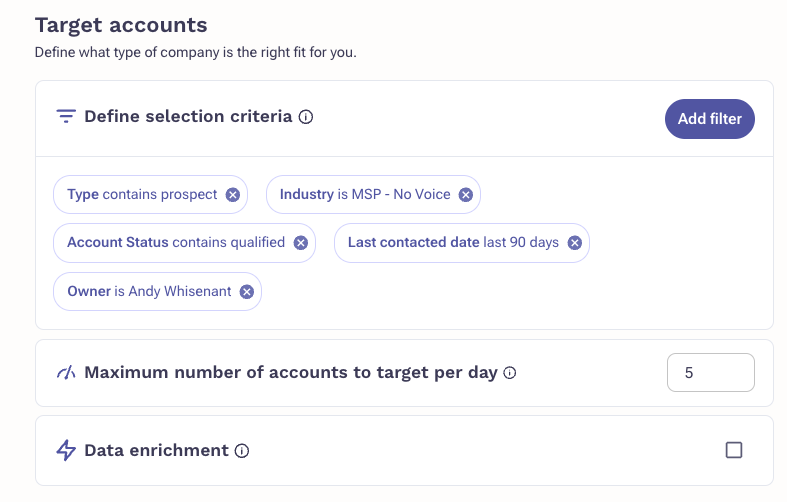 Target accounts
Define what type of company is the right fit for you.
Define selection criteria
Add filter
Type contains prospect
Industry is MSP - No Voice
Account Status contains qualified
Last contacted date last 90 days
Owner is Andy Whisenant
Maximum number of accounts to target per day
5
Data enrichment